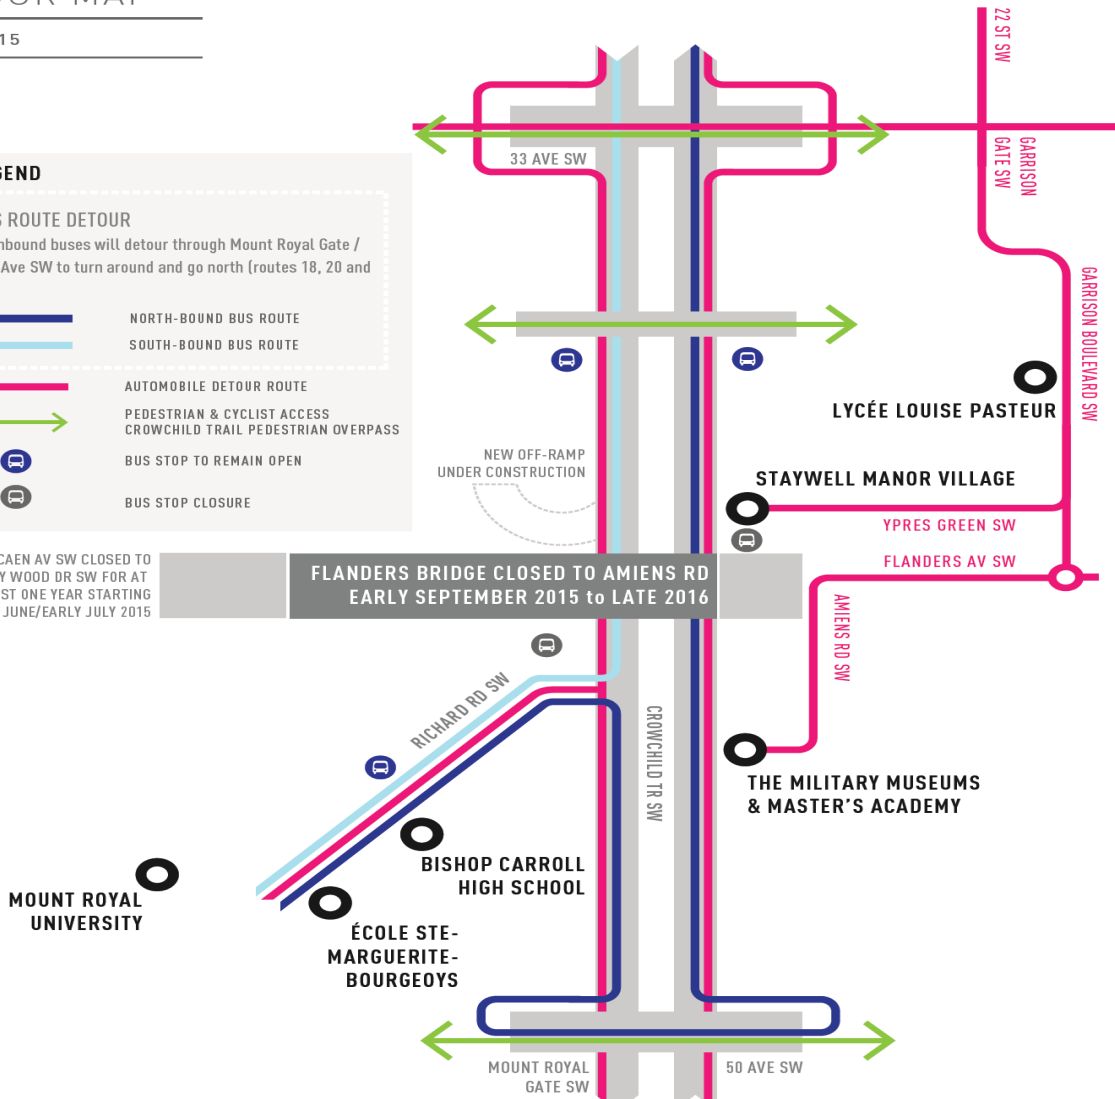 15
22 ST SW
33 AVE SW
GARRISON
GATE SW
ROUTE DETOUR
buses will detour through Mount Royal Gate /
Ave SW to turn around and go north (routes 18, 20 and
NORTH-BOUND BUS ROUTE
SOUTH-BOUND BUS ROUTE
AUTOMOBILE DETOUR ROUTE
PEDESTRIAN & CYCLIST ACCESS
CROWCHILD TRAIL PEDESTRIAN OVERPASS
BUS STOP TO REMAIN OPEN
BUS STOP CLOSURE
GARRISON BOULEVARD SW
LYCÉE LOUISE PASTEUR
NEW OFF-RAMP
UNDER CONSTRUCTION
STAYWELL MANOR VILLAGE
YPRES GREEN SW
FLANDERS AV SW
CAEN AV SW CLOSED TO
WOOD DR SW FOR AT
ONE YEAR STARTING
JUNE/EARLY JULY 2015
FLANDERS BRIDGE CLOSED TO AMIENS RD
EARLY SEPTEMBER 2015 to LATE 2016
AMIENS RD SW
RICHARD RD SW
CROWCHILD TR SW
THE MILITARY MUSEUMS
& MASTER'S ACADEMY
BISHOP CARROLL
HIGH SCHOOL
MOUNT ROYAL
UNIVERSITY
ÉCOLE STE-
MARGUERITE-
BOURGEOYS
MOUNT ROYAL
GATE SW
50 AVE SW